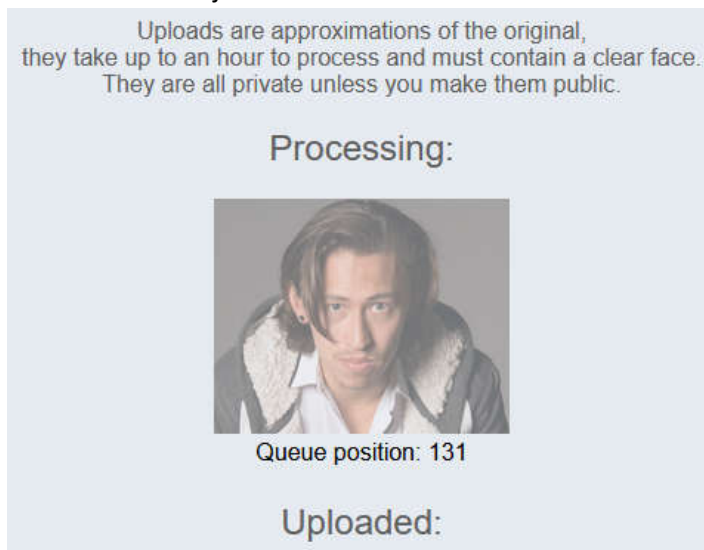 Uploads are approximations of the original,
they take up to an hour to process and must contain a clear face.
They are all private unless you make them public.
Processing:
Queue position: 131
Uploaded: